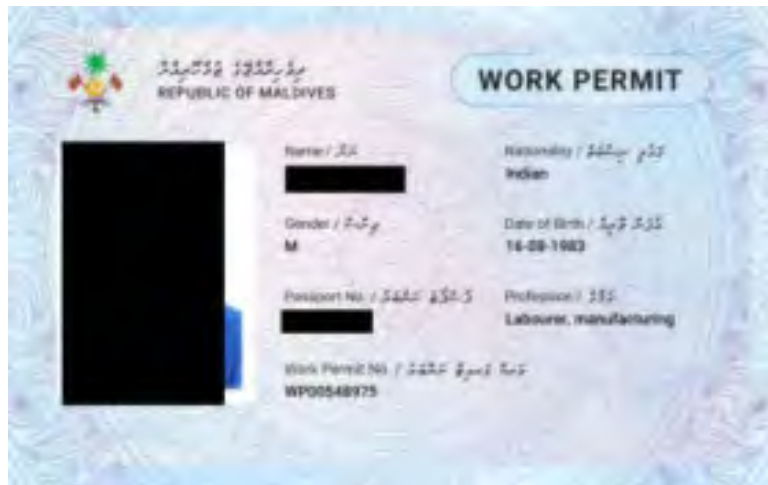 ދިވެހިރާއްޖޭގެ ޖުމްހޫރިއްޔާ
REPUBLIC OF MALDIVES
WORK PERMIT
Name / ނަން
Nationality /
Indian
Gender / ޖިންސް
M
Date of Birth /
16-08-1983
Passport No. /
Profession /
Labourer, manufacturing
Work Permit No. /
WP00548975